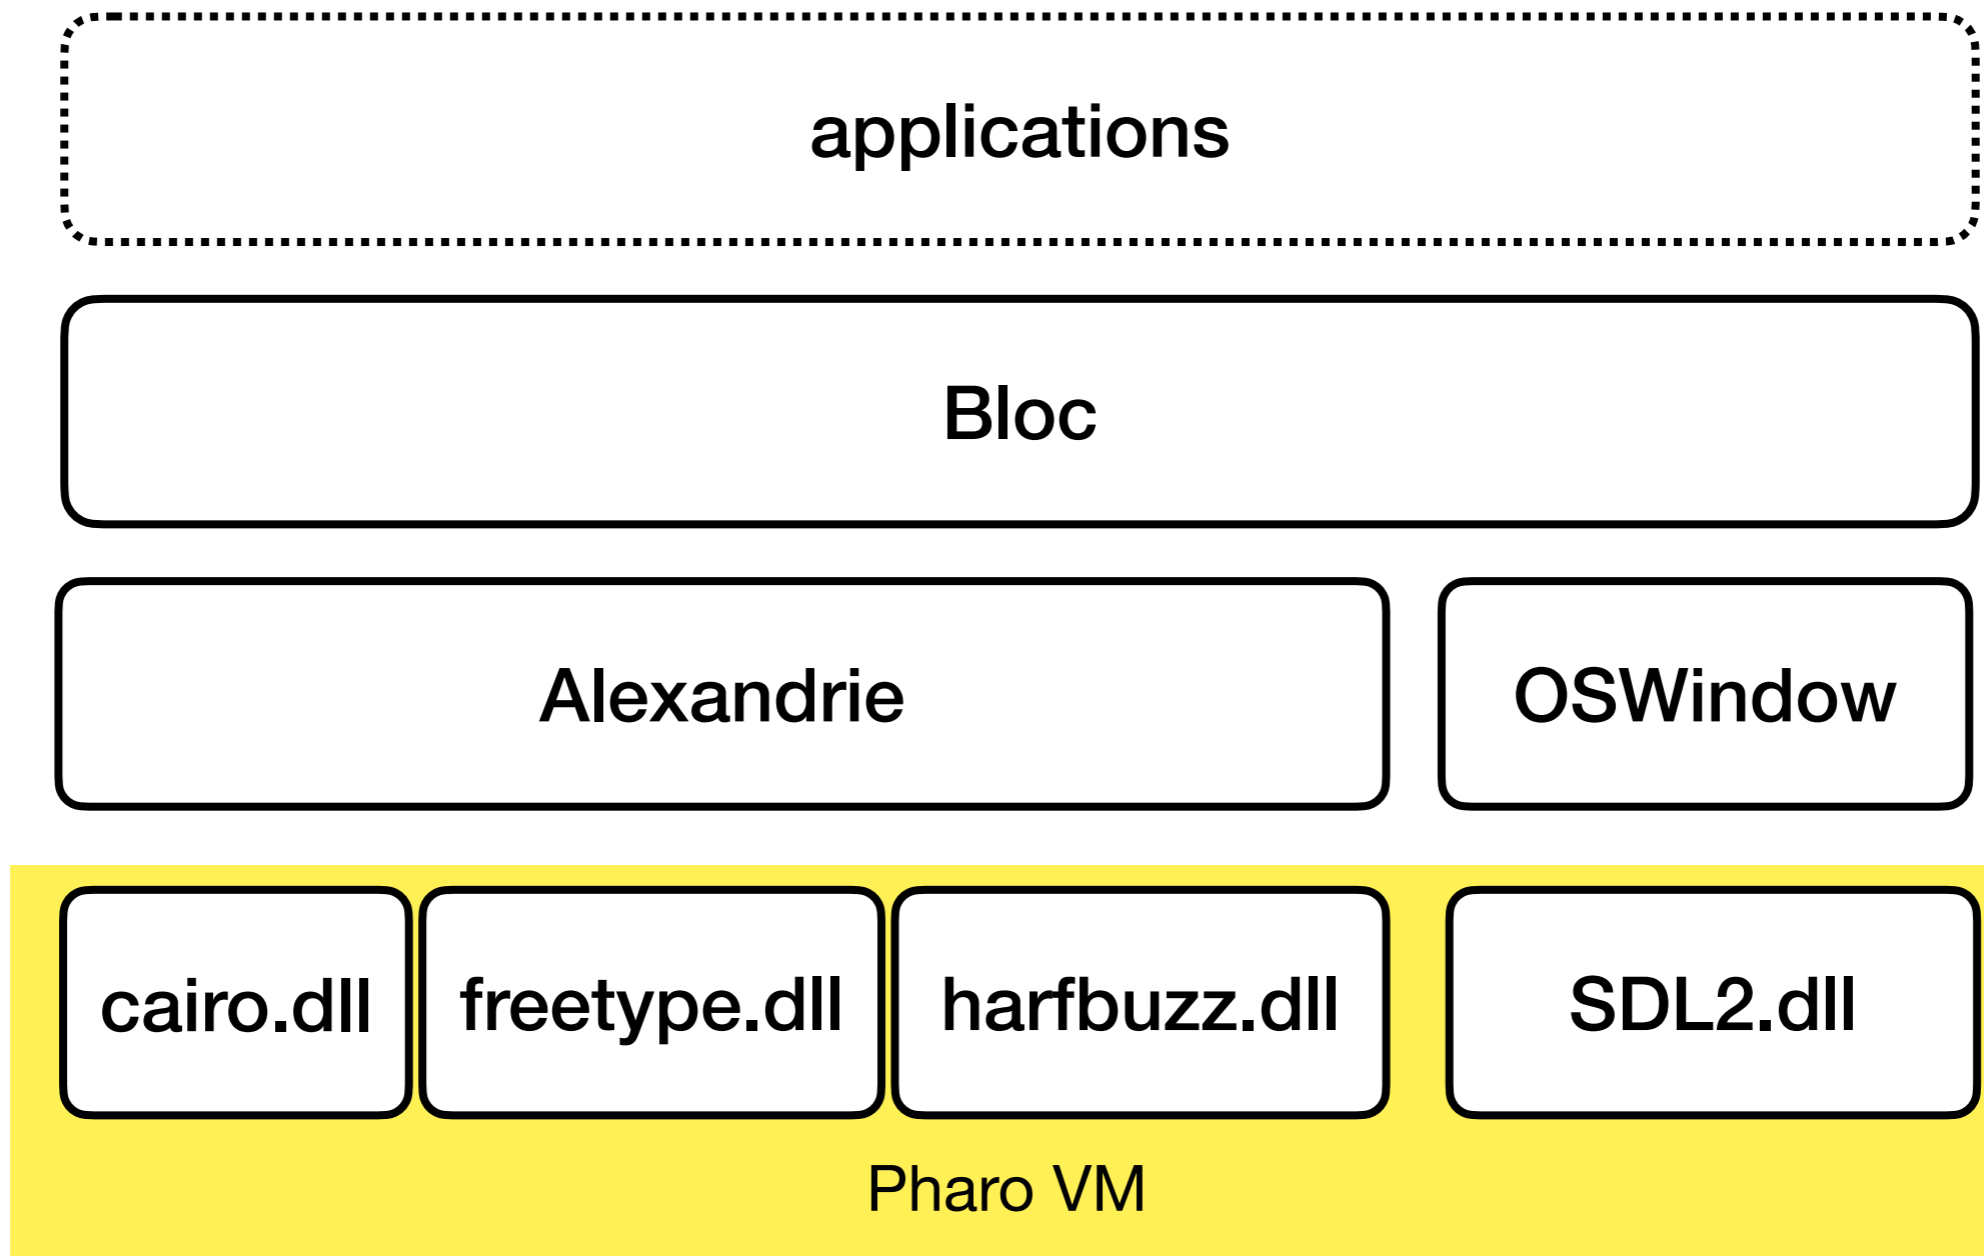 applications
Bloc
Alexandrie
OSWindow
cairo.dll
freetype.dll
harfbuzz.dll
SDL2.dll
Pharo VM